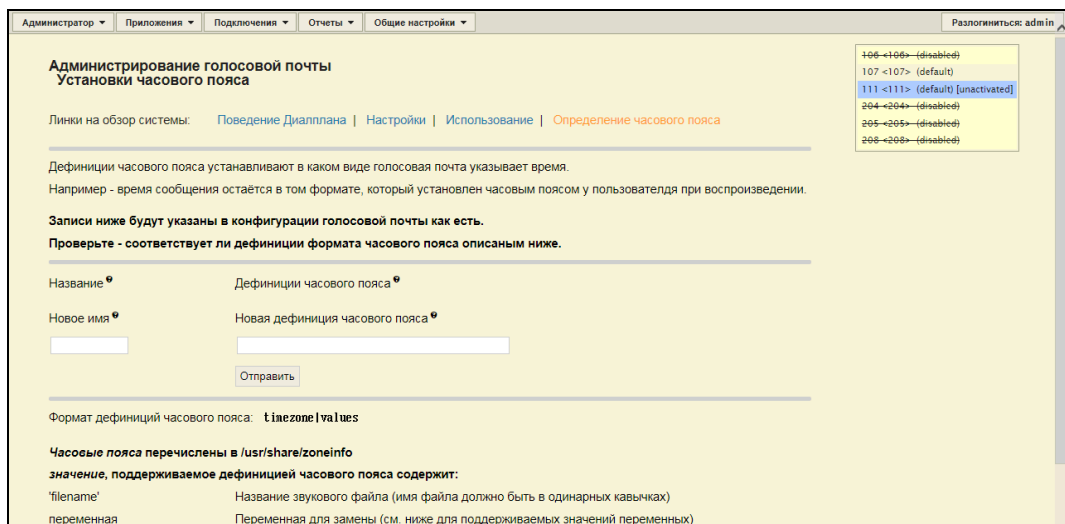 Администратор Приложения Подключения Отчеты Общие настройки Разлогиниться: admin
106 <106> (disabled)
107 <107> (default)
111 <111> (default) [unactivated]
204 <204> (disabled)
205 <205> (disabled)
208 <208> (disabled)
Администрирование голосовой почты
Установки часового пояса
Линки на обзор системы: Поведение Диалплана | Настройки | Использование | Определение часового пояса
Дефиниции часового пояса устанавливают в каком виде голосовая почта указывает время.
Например - время сообщения остаётся в том формате, который установлен часовым поясом у пользователдя при воспроизведении.
Записи ниже будут указаны в конфигурации голосовой почты как есть.
Проверьте - соответствует ли дефиниции формата часового пояса описаным ниже.
Название Дефиниции часового пояса
Новое имя Новая дефиниция часового пояса
Отправить
Формат дефиниций часового пояса: timezone|values
Часовые пояса перечислены в /usr/share/zoneinfo
значение, поддерживаемое дефиницией часового пояса содержит:
'filename' Название звукового файла (имя файла должно быть в одинарных кавычках)
переменная Переменная для замены (см. ниже для поддерживаемых значений переменных)